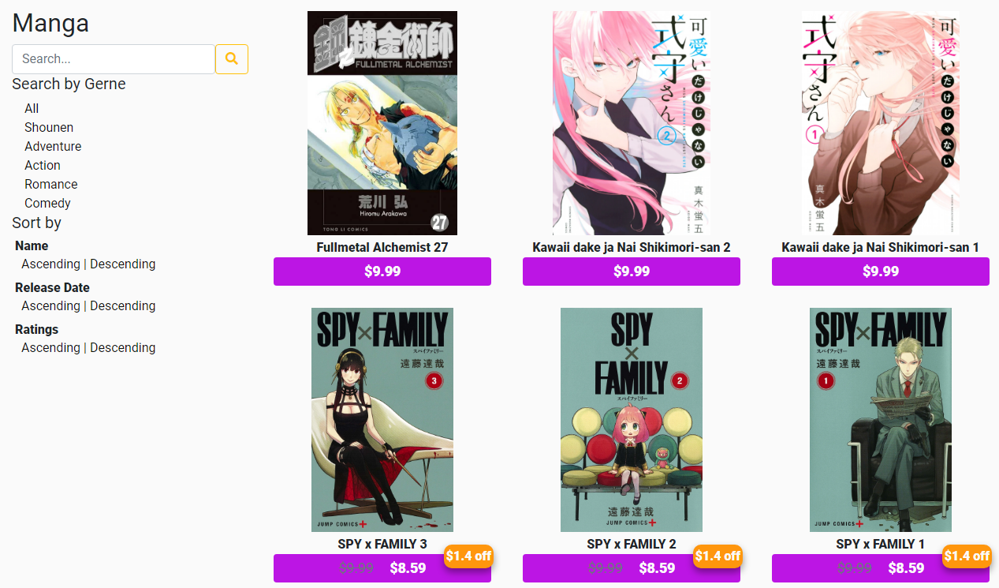 Manga
Search...
Search by Gerne
All
Shounen
Adventure
Action
Romance
Comedy
Sort by
Name
Ascending | Descending
Release Date
Ascending | Descending
Ratings
Ascending | Descending
鋼之鍊金術師
FULLMETAL ALCHEMIST
荒川 弘
Hiromu Arakawa
27
TONG LI COMICS
Fullmetal Alchemist 27
$9.99
可愛いだけじゃない
式守さん
2
真木蛍五
Kawaii dake ja Nai Shikimori-san 2
$9.99
可愛いだけじゃない
式守さん
1
真木蛍五
Kawaii dake ja Nai Shikimori-san 1
$9.99
SPY×FAMILY
スパイファミリー
遠藤達哉
3
JUMP COMICS+
SPY x FAMILY 3
$1.4 off
$9.99 $8.59
SPY
×
FAMILY
2
スパイファミリー
遠藤達哉
JUMP COMICS+
SPY x FAMILY 2
$1.4 off
$9.99 $8.59
SPY×FAMILY
スパイファミリー
遠藤達哉
1
JUMP COMICS+
SPY x FAMILY 1
$1.4 off
$9.99 $8.59